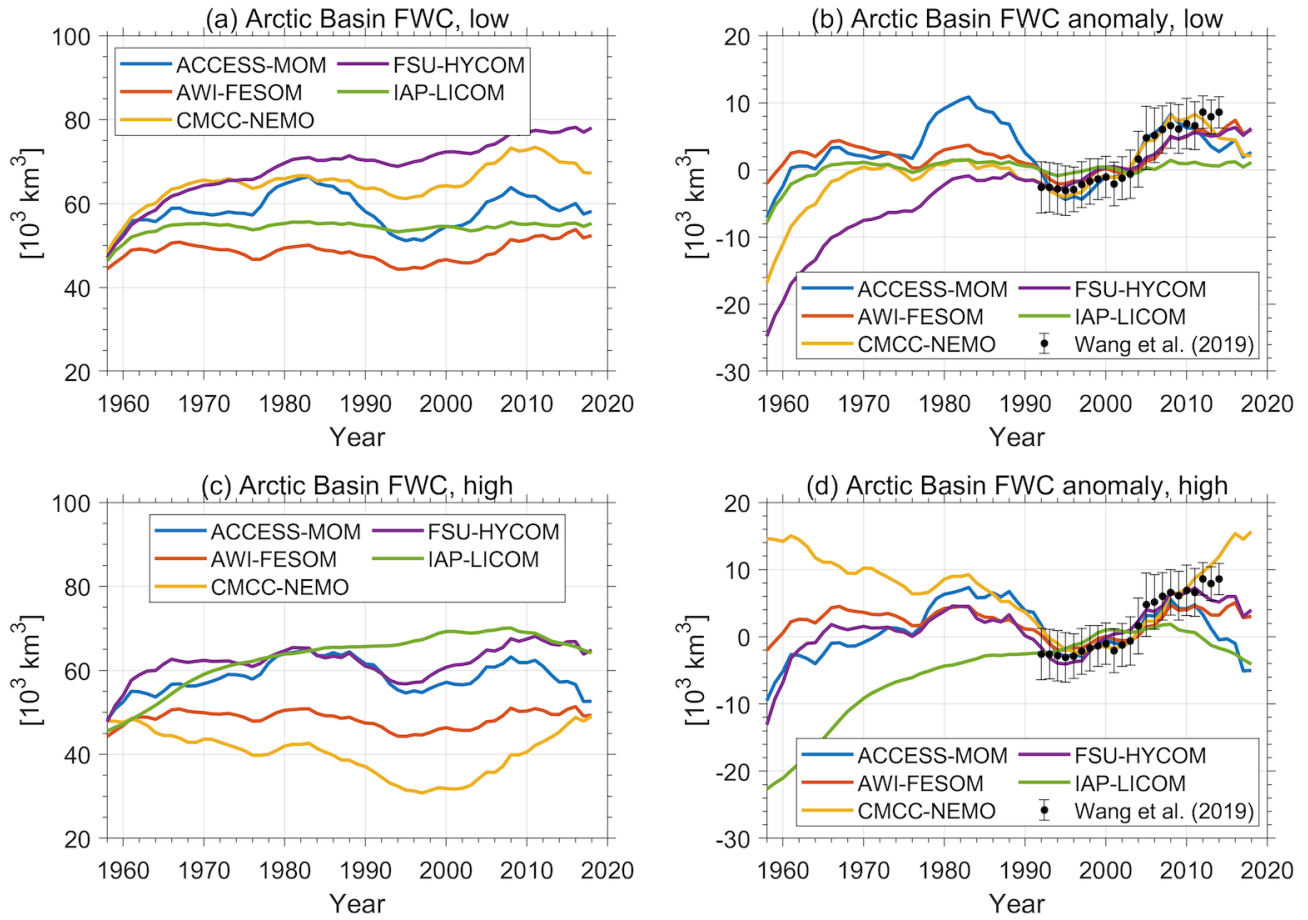 (a) Arctic Basin FWC, low
100
80
60
40
20
[10³ km³]
ACCESS-MOM FSU-HYCOM
AWI-FESOM IAP-LICOM
CMCC-NEMO
1960 1970 1980 1990 2000 2010 2020
Year
(b) Arctic Basin FWC anomaly, low
20
10
0
-10
-20
-30
[10³ km³]
ACCESS-MOM FSU-HYCOM
AWI-FESOM IAP-LICOM
CMCC-NEMO Wang et al. (2019)
1960 1970 1980 1990 2000 2010 2020
Year
(c) Arctic Basin FWC, high
100
80
60
40
20
[10³ km³]
ACCESS-MOM FSU-HYCOM
AWI-FESOM IAP-LICOM
CMCC-NEMO
1960 1970 1980 1990 2000 2010 2020
Year
(d) Arctic Basin FWC anomaly, high
20
10
0
-10
-20
-30
[10³ km³]
ACCESS-MOM FSU-HYCOM
AWI-FESOM IAP-LICOM
CMCC-NEMO Wang et al. (2019)
1960 1970 1980 1990 2000 2010 2020
Year